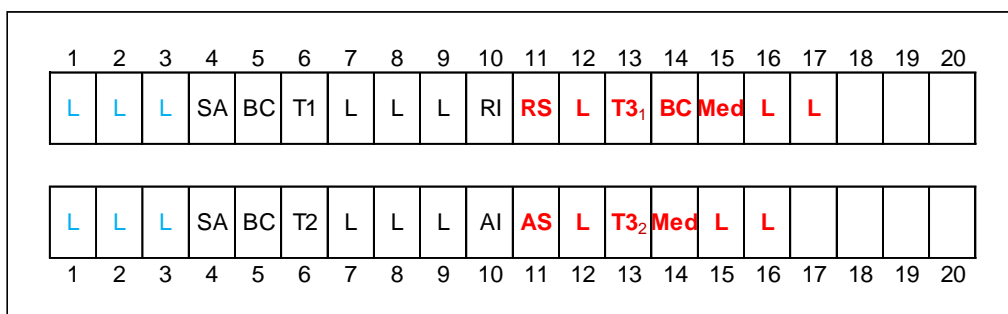 1 2 3 4 5 6 7 8 9 10 11 12 13 14 15 16 17 18 19 20
L L L SA BC T1 L L L RI RS L T3₁ BC Med L L
L L L SA BC T2 L L L AI AS L T3₂ Med L L
1 2 3 4 5 6 7 8 9 10 11 12 13 14 15 16 17 18 19 20